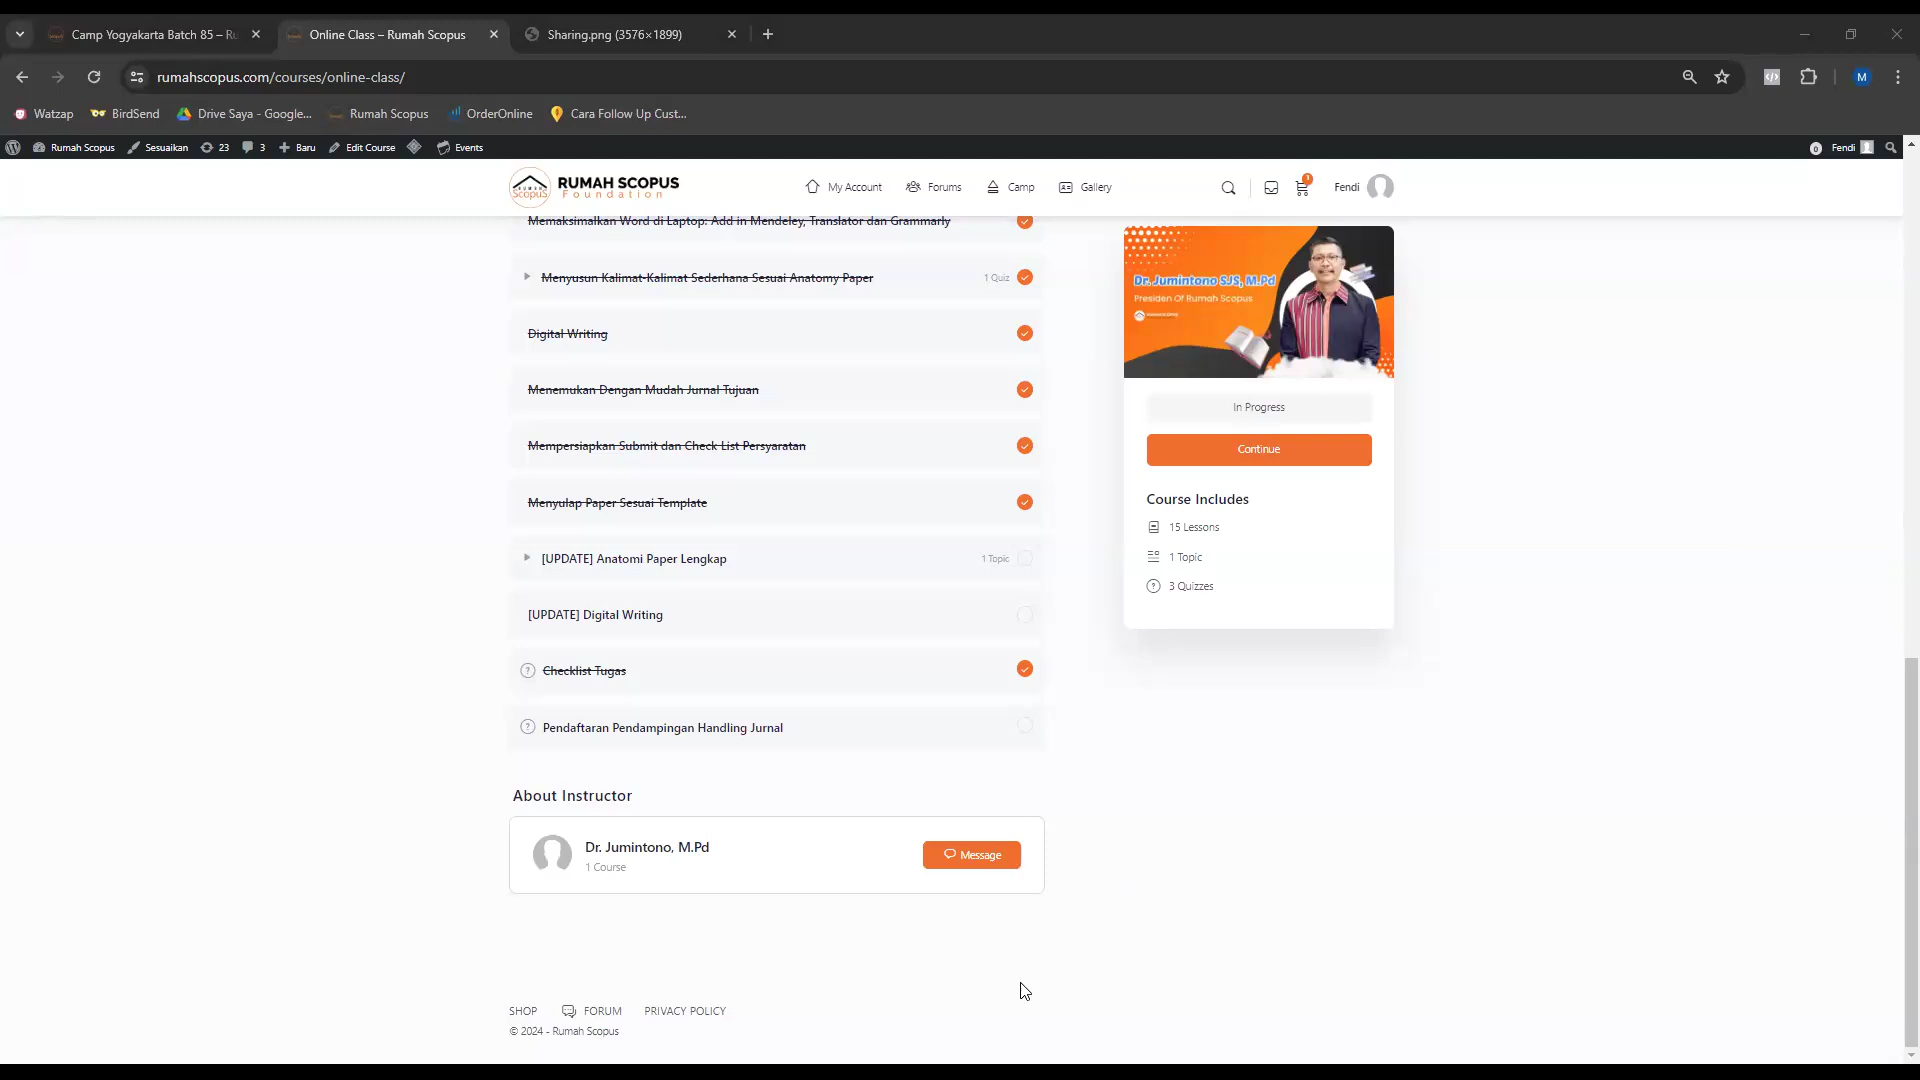 Camp Yogyakarta Batch 85 – Ru
Online Class – Rumah Scopus
Sharing.png (3576×1899)
rumahscopus.com/courses/online-class/
M
Watzap
BirdSend
Drive Saya - Google...
Rumah Scopus
OrderOnline
Cara Follow Up Cust...
Rumah Scopus
Sesuaikan
23
3
Baru
Edit Course
Events
0
Fendi
RUMAH SCOPUS
Foundation
My Account
Forums
Camp
Gallery
1
Fendi
Memaksimalkan Word di Laptop: Add in Mendeley, Translator dan Grammarly
Menyusun Kalimat-Kalimat Sederhana Sesuai Anatomy Paper
1 Quiz
Digital Writing
Menemukan Dengan Mudah Jurnal Tujuan
Mempersiapkan Submit dan Check List Persyaratan
Menyulap Paper Sesuai Template
[UPDATE] Anatomi Paper Lengkap
1 Topic
[UPDATE] Digital Writing
Checklist Tugas
Pendaftaran Pendampingan Handling Jurnal
Dr. Jumintono SJS, M.Pd
Presiden Of Rumah Scopus
In Progress
Continue
Course Includes
15 Lessons
1 Topic
3 Quizzes
About Instructor
Dr. Jumintono, M.Pd
1 Course
Message
SHOP
FORUM
PRIVACY POLICY
© 2024 - Rumah Scopus